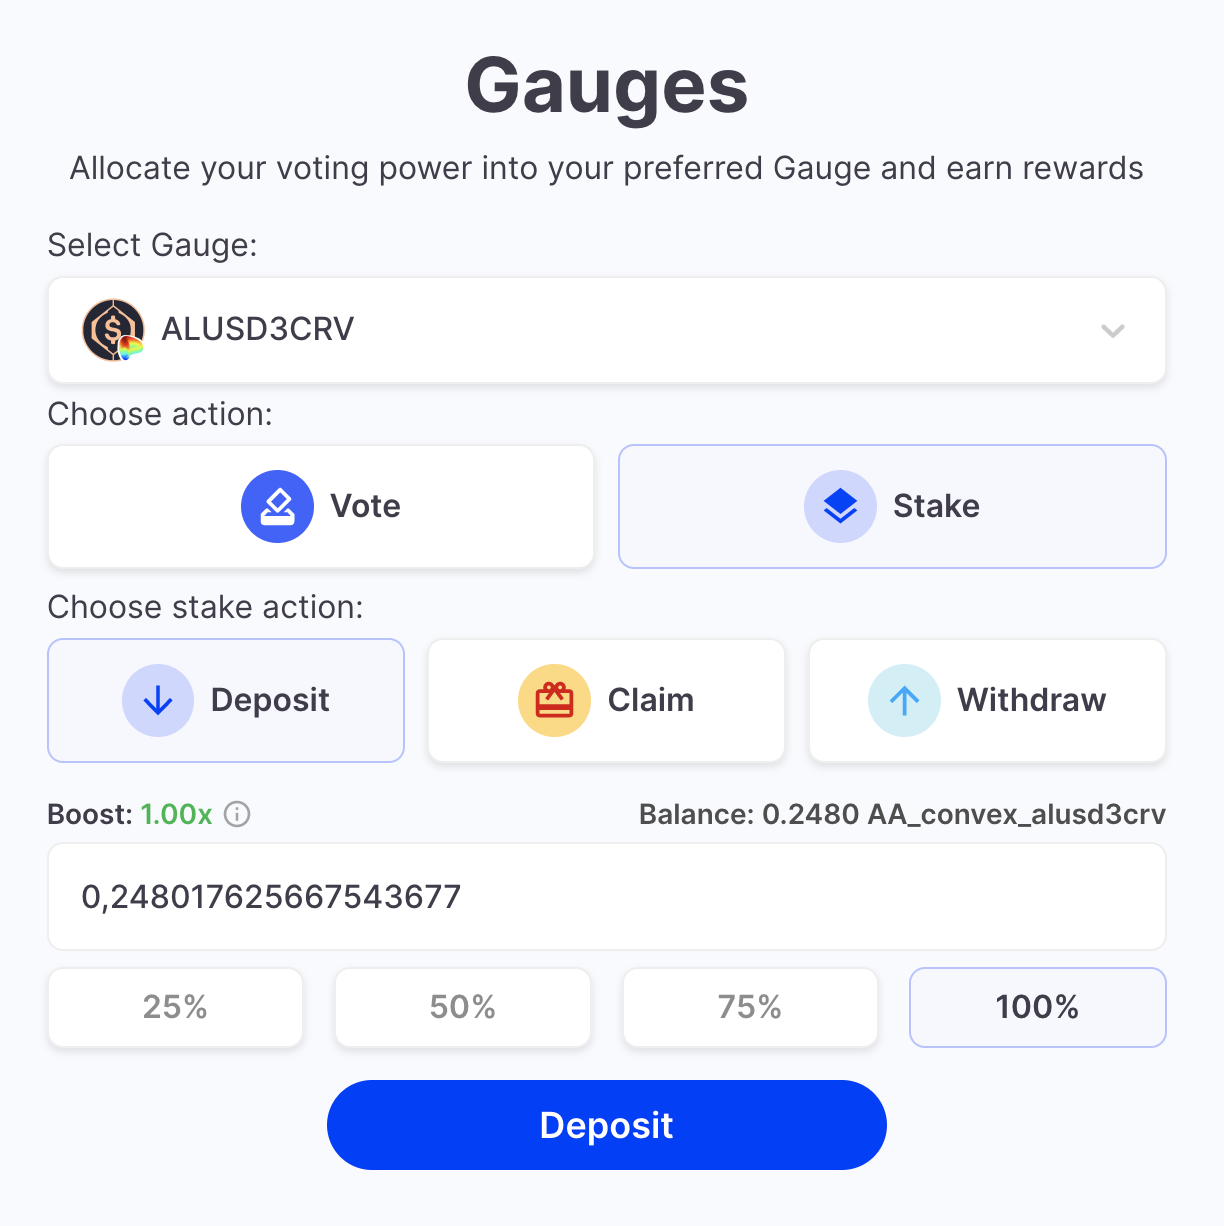 Gauges
Allocate your voting power into your preferred Gauge and earn rewards
Select Gauge:
ALUSD3CRV
Choose action:
Vote
Stake
Choose stake action:
Deposit
Claim
Withdraw
Boost: 1.00x
Balance: 0.2480 AA_convex_alusd3crv
0,248017625667543677
25%
50%
75%
100%
Deposit